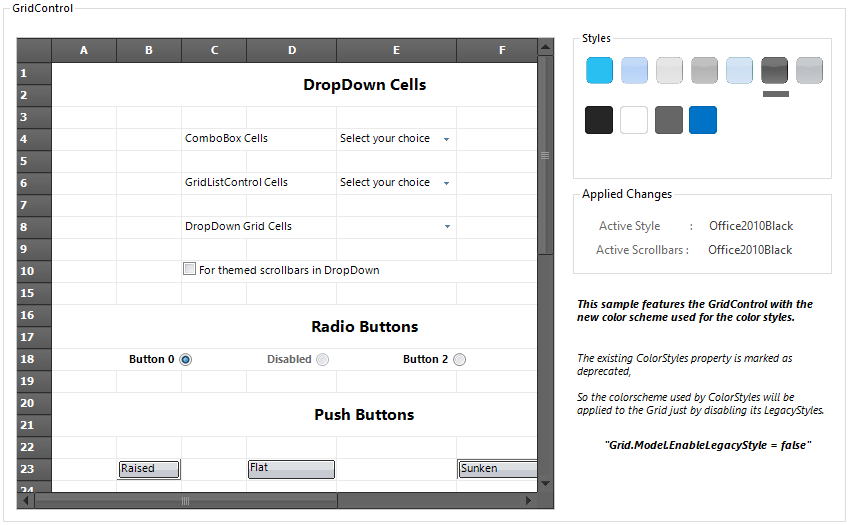 GridControl
A B C D E F
1
DropDown Cells
2
3
4 ComboBox Cells Select your choice
5
6 GridListControl Cells Select your choice
7
8 DropDown Grid Cells
9
10 For themed scrollbars in DropDown
15
16
Radio Buttons
17
18 Button 0 Disabled Button 2
19
20
Push Buttons
21
22
23 Raised Flat Sunken
24
Styles
Applied Changes
Active Style : Office2010Black
Active Scrollbars : Office2010Black
This sample features the GridControl with the
new color scheme used for the color styles.
The existing ColorStyles property is marked as
deprecated,
So the colorscheme used by ColorStyles will be
applied to the Grid just by disabling its LegacyStyles.
"Grid.Model.EnableLegacyStyle = false"